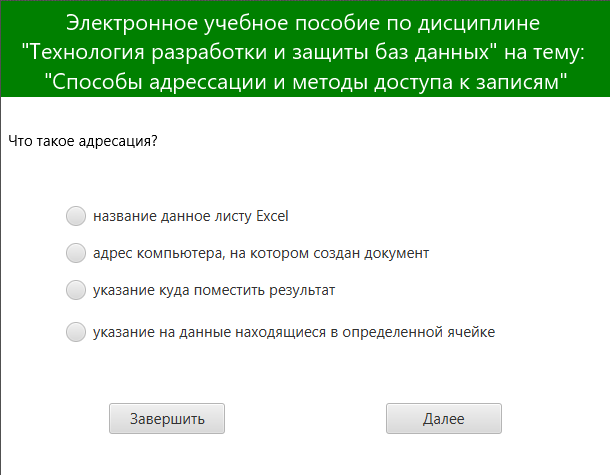 Электронное учебное пособие по дисциплине
"Технология разработки и защиты баз данных" на тему:
"Способы адрессации и методы доступа к записям"
Что такое адресация?
название данное листу Excel
адрес компьютера, на котором создан документ
указание куда поместить результат
указание на данные находящиеся в определенной ячейке
Завершить
Далее